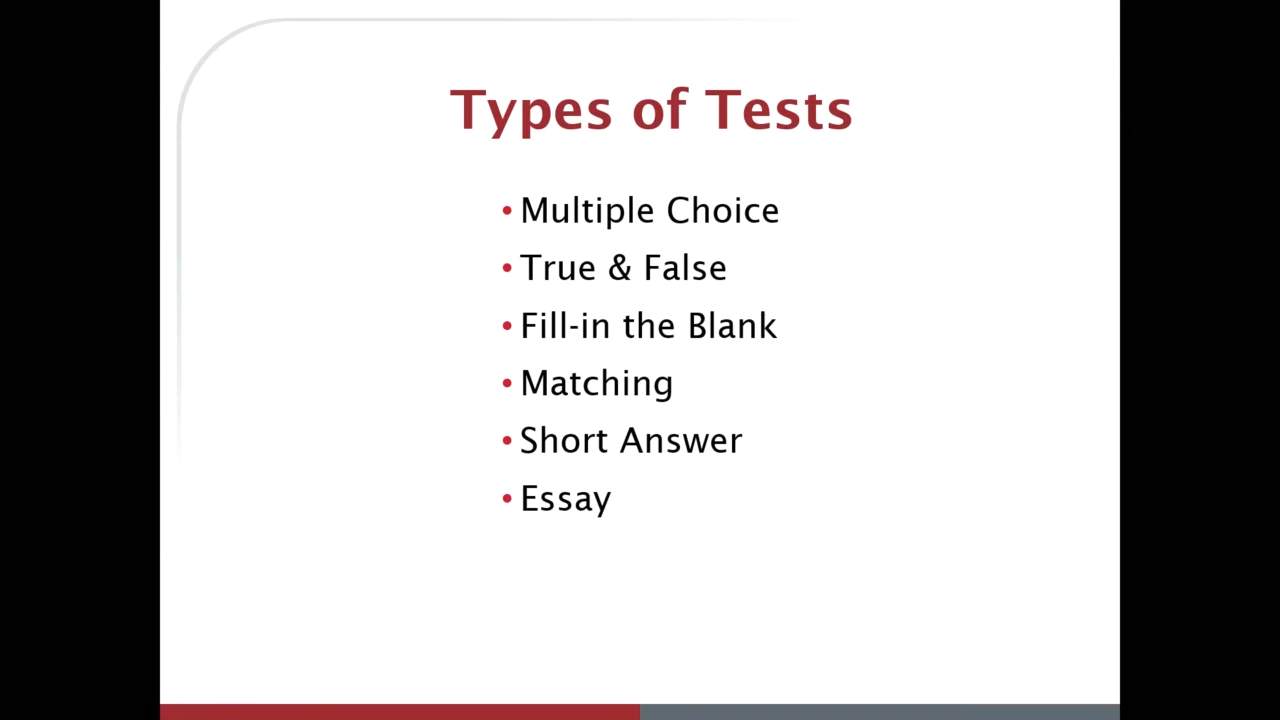 Types of Tests
• Multiple Choice
• True & False
• Fill-in the Blank
• Matching
• Short Answer
• Essay